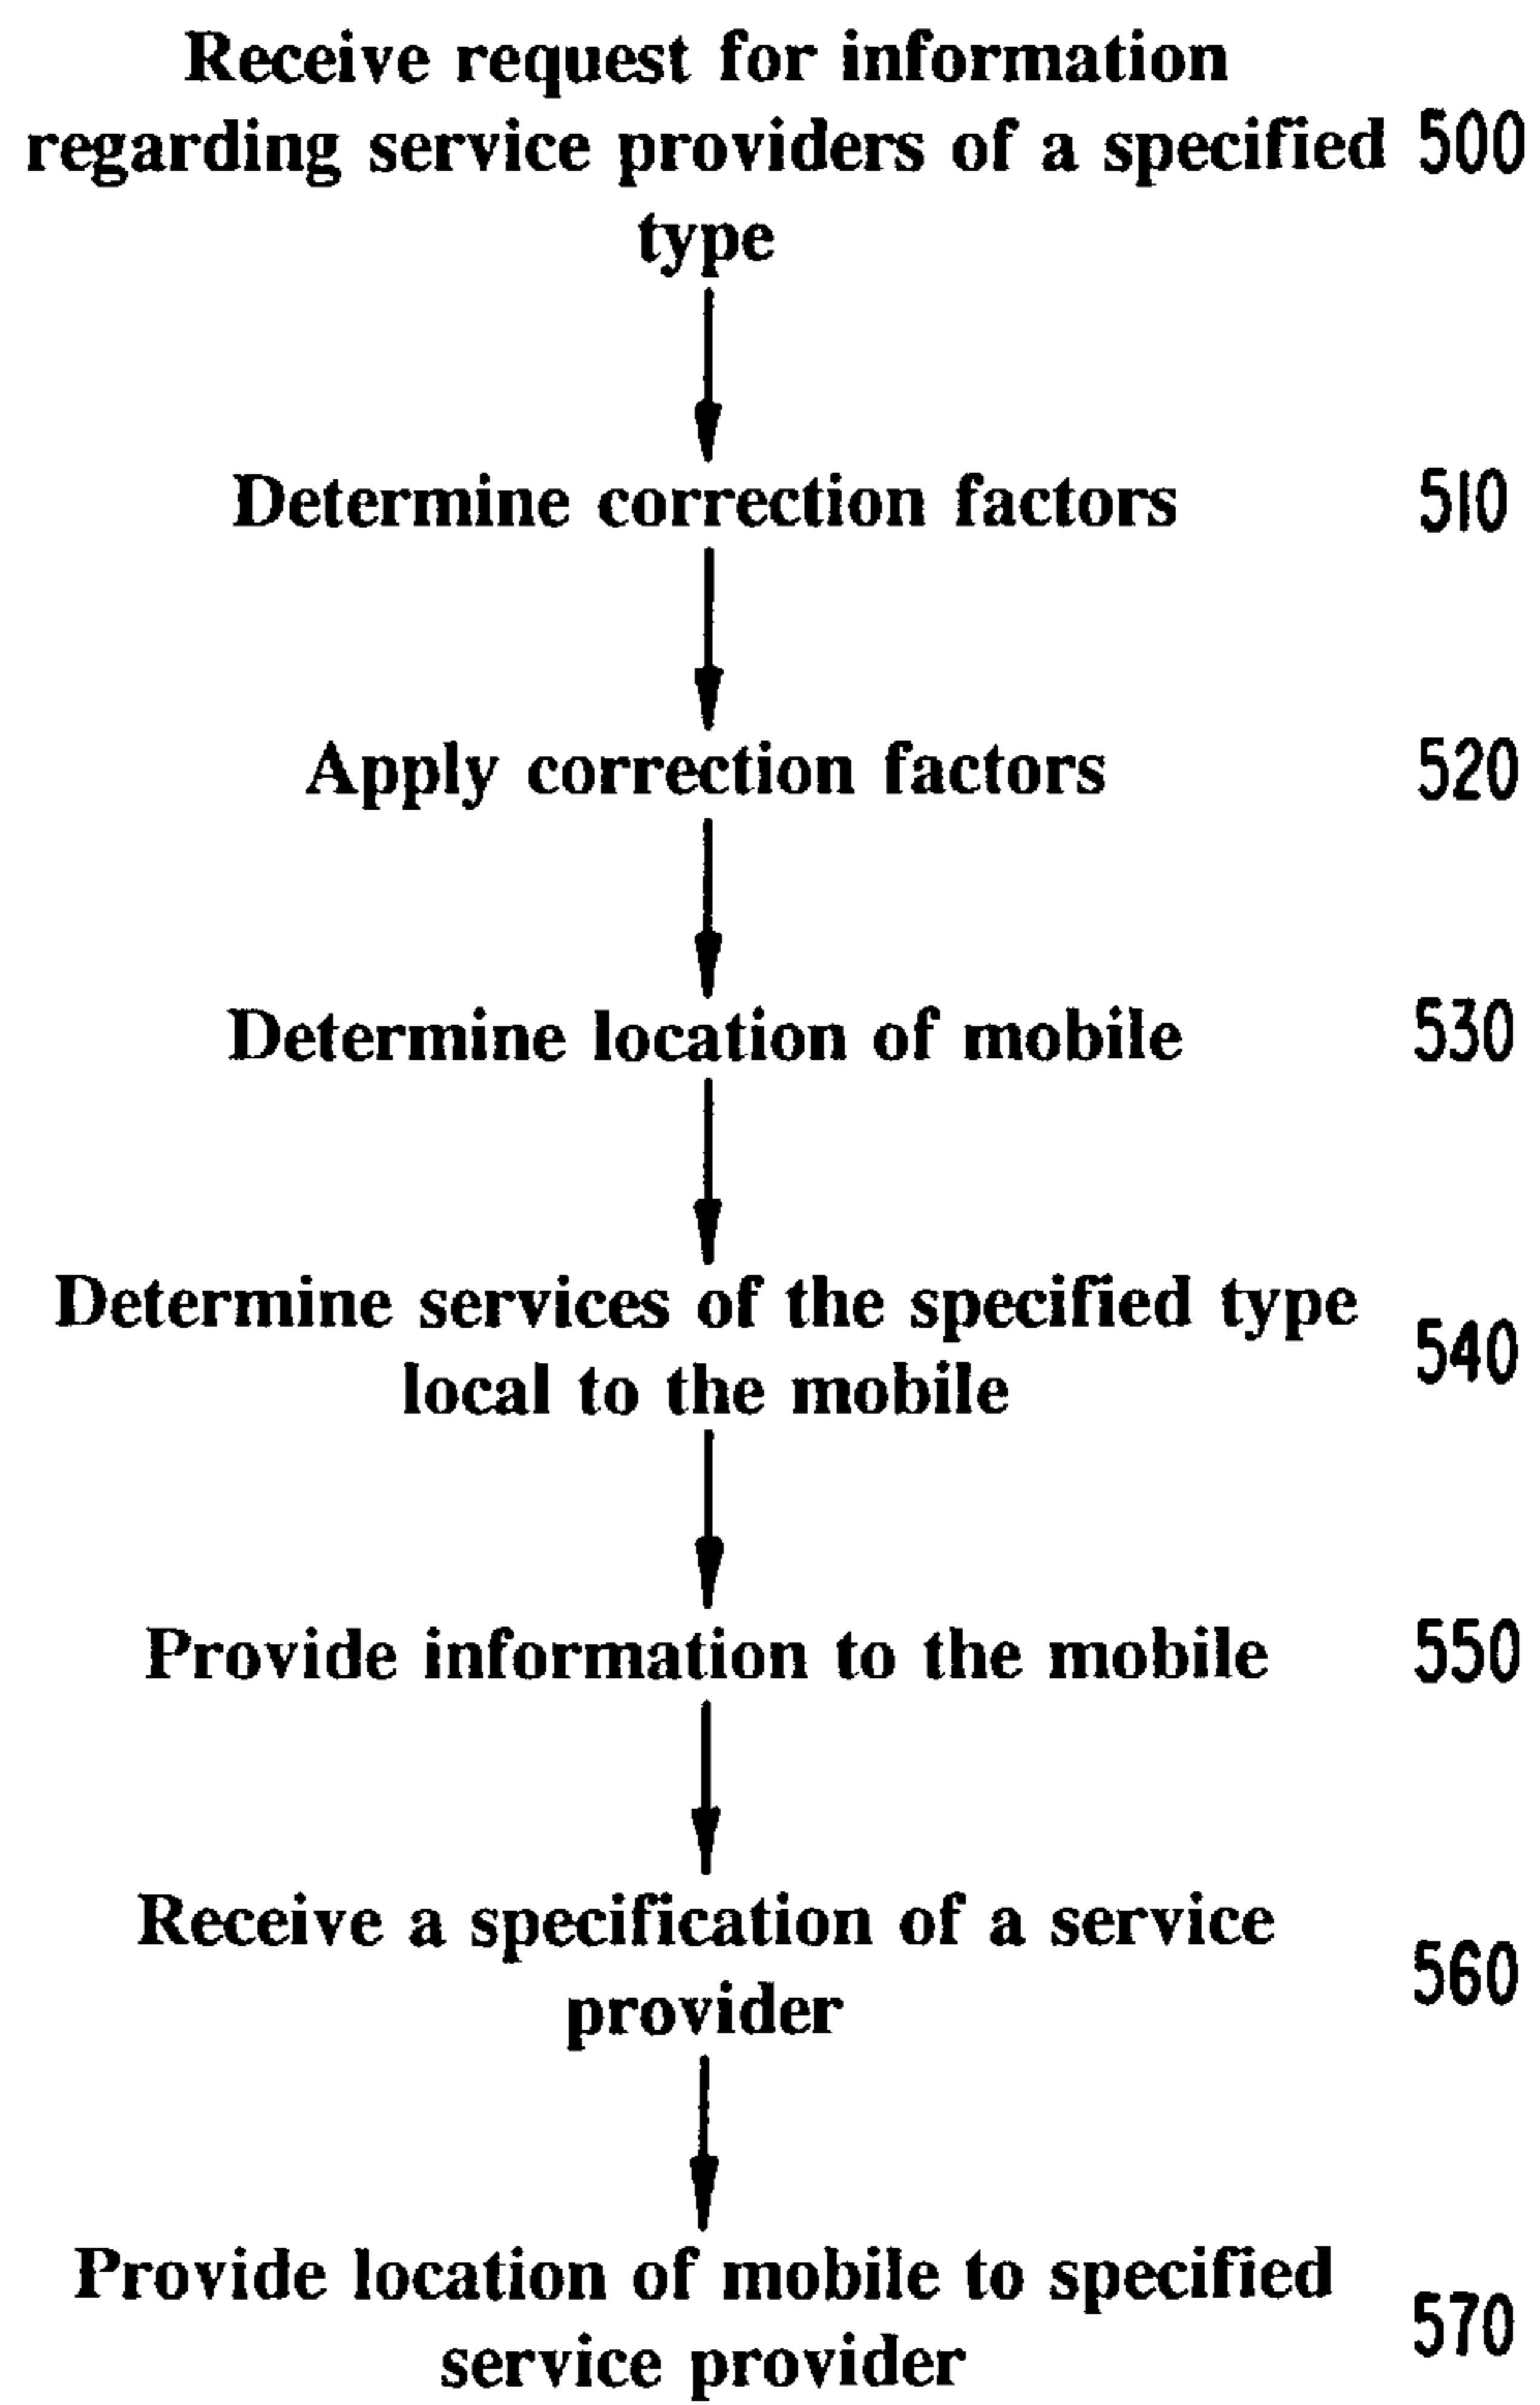 Receive request for information
regarding service providers of a specified 500
type
Determine correction factors 510
Apply correction factors 520
Determine location of mobile 530
Determine services of the specified type
540
local to the mobile
Provide information to the mobile 550
Receive a specification of a service
560
provider
Provide location of mobile to specified
570
service provider